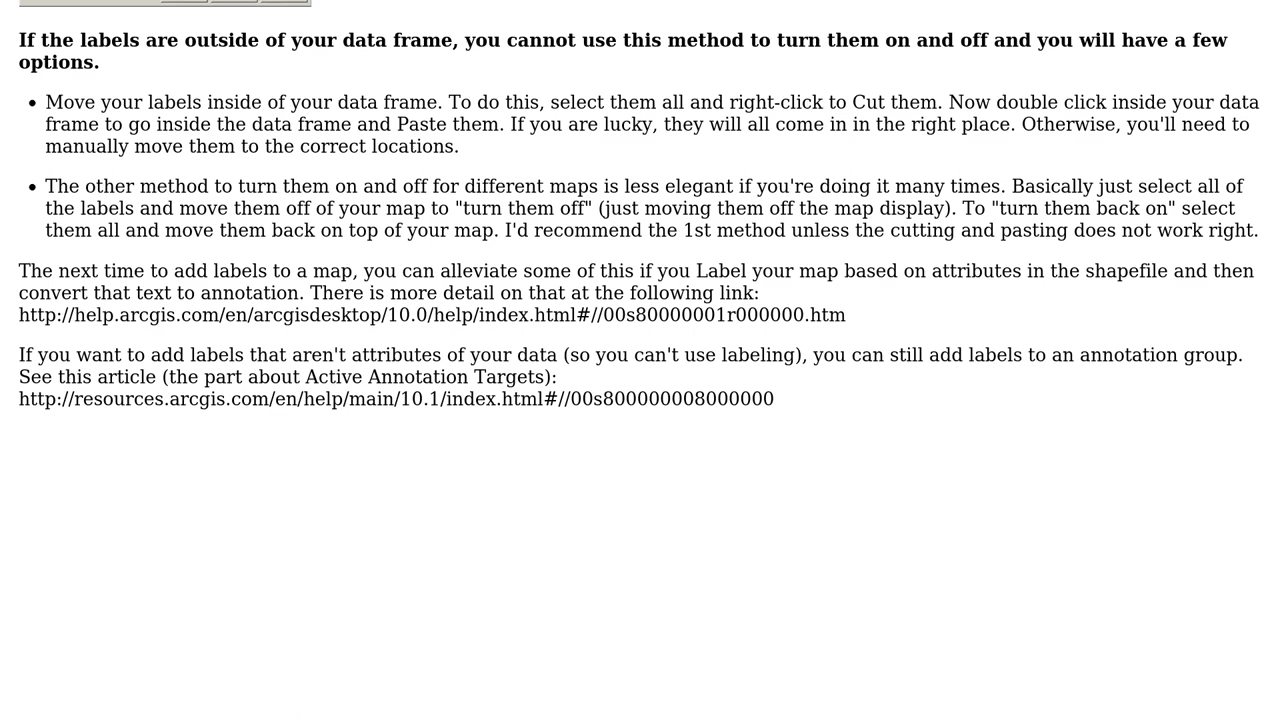 If the labels are outside of your data frame, you cannot use this method to turn them on and off and you will have a few
options.
• Move your labels inside of your data frame. To do this, select them all and right-click to Cut them. Now double click inside your data
frame to go inside the data frame and Paste them. If you are lucky, they will all come in in the right place. Otherwise, you'll need to
manually move them to the correct locations.
• The other method to turn them on and off for different maps is less elegant if you're doing it many times. Basically just select all of
the labels and move them off of your map to "turn them off" (just moving them off the map display). To "turn them back on" select
them all and move them back on top of your map. I'd recommend the 1st method unless the cutting and pasting does not work right.
The next time to add labels to a map, you can alleviate some of this if you Label your map based on attributes in the shapefile and then
convert that text to annotation. There is more detail on that at the following link:
http://help.arcgis.com/en/arcgisdesktop/10.0/help/index.html#//00s80000001r000000.htm
If you want to add labels that aren't attributes of your data (so you can't use labeling), you can still add labels to an annotation group.
See this article (the part about Active Annotation Targets):
http://resources.arcgis.com/en/help/main/10.1/index.html#//00s800000008000000